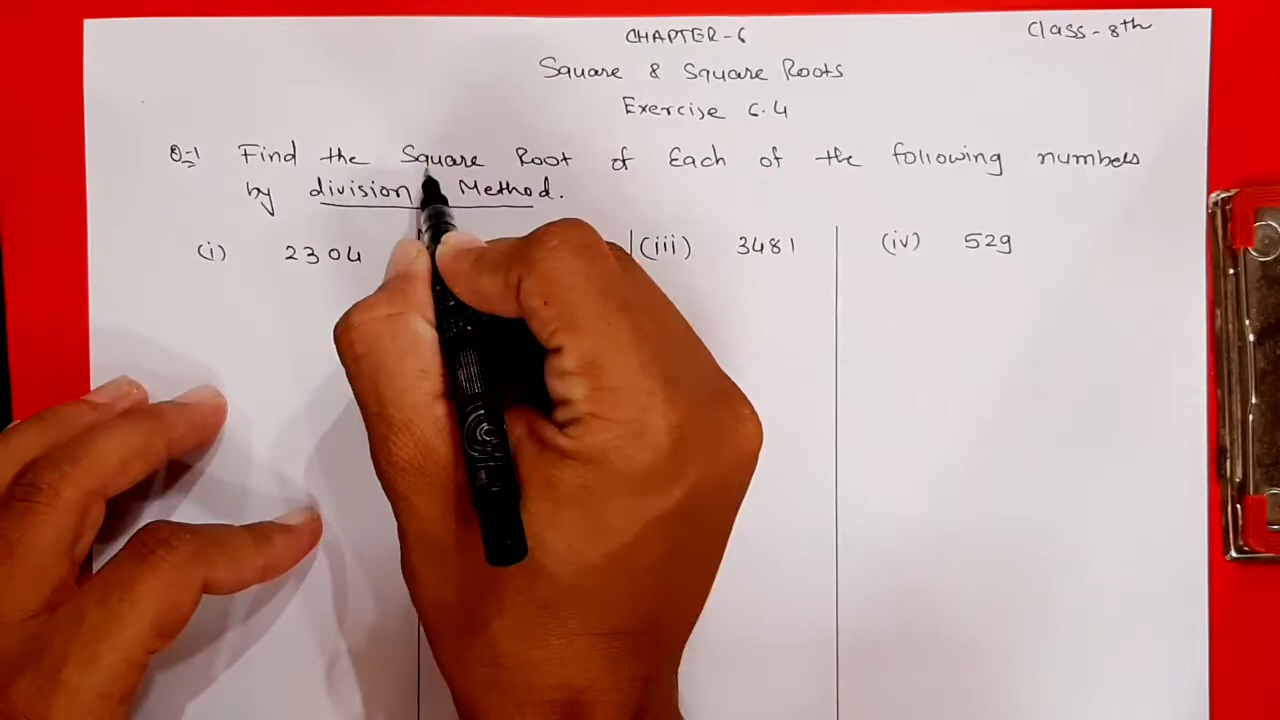 CHAPTER-6
Class-8th
Square & Square Roots
Exercise 6.4
Q-1 Find the Square Root of Each of the following numbers
by division Method.
(i) 2304
(iii) 3481
(iv) 529